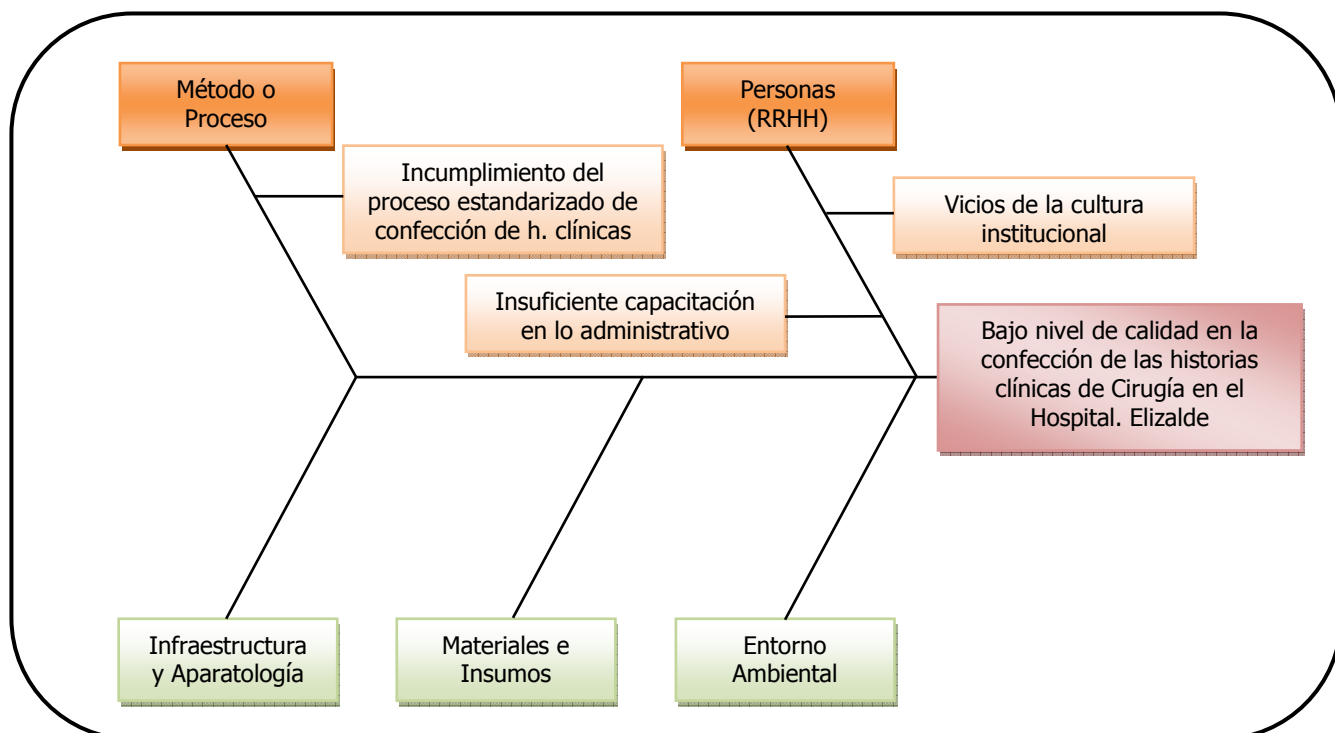 Método o
Proceso
Personas
(RRHH)
Incumplimiento del
proceso estandarizado de
confección de h. clínicas
Vicios de la cultura
institucional
Insuficiente capacitación
en lo administrativo
Bajo nivel de calidad en la
confección de las historias
clínicas de Cirugía en el
Hospital. Elizalde
Infraestructura
y Aparatología
Materiales e
Insumos
Entorno
Ambiental